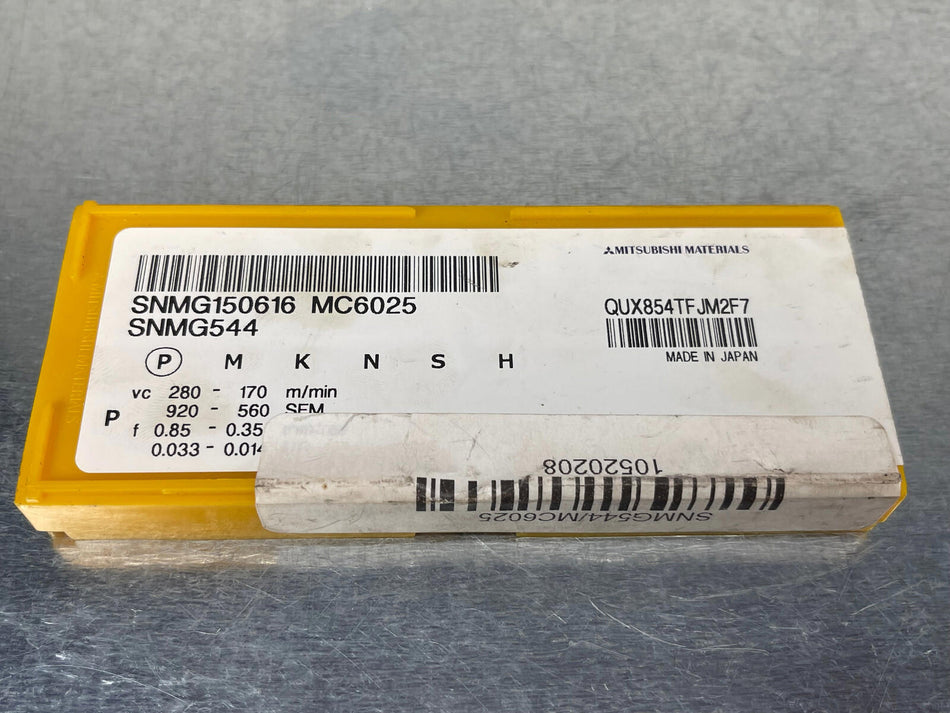 MITSUBISHI MATERIALS
SNMG150616 MC6025
SNMG544
QUX854TFJM2F7
MADE IN JAPAN
P M K N S H
vc 280 - 170 m/min
P 920 - 560 SFM
f 0.85 - 0.35
0.033 - 0.014
10520208
SNMG544/MC6025